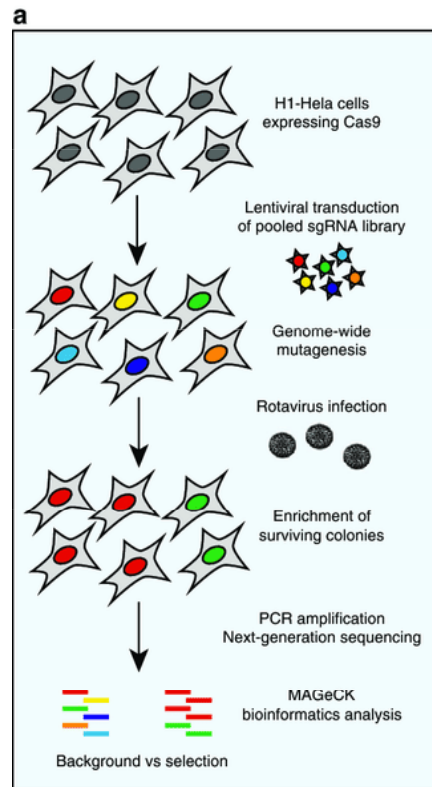 a
H1-Hela cells
expressing Cas9
Lentiviral transduction
of pooled sgRNA library
Genome-wide
mutagenesis
Rotavirus infection
Enrichment of
surviving colonies
PCR amplification
Next-generation sequencing
MAGeCK
bioinformatics analysis
Background vs selection